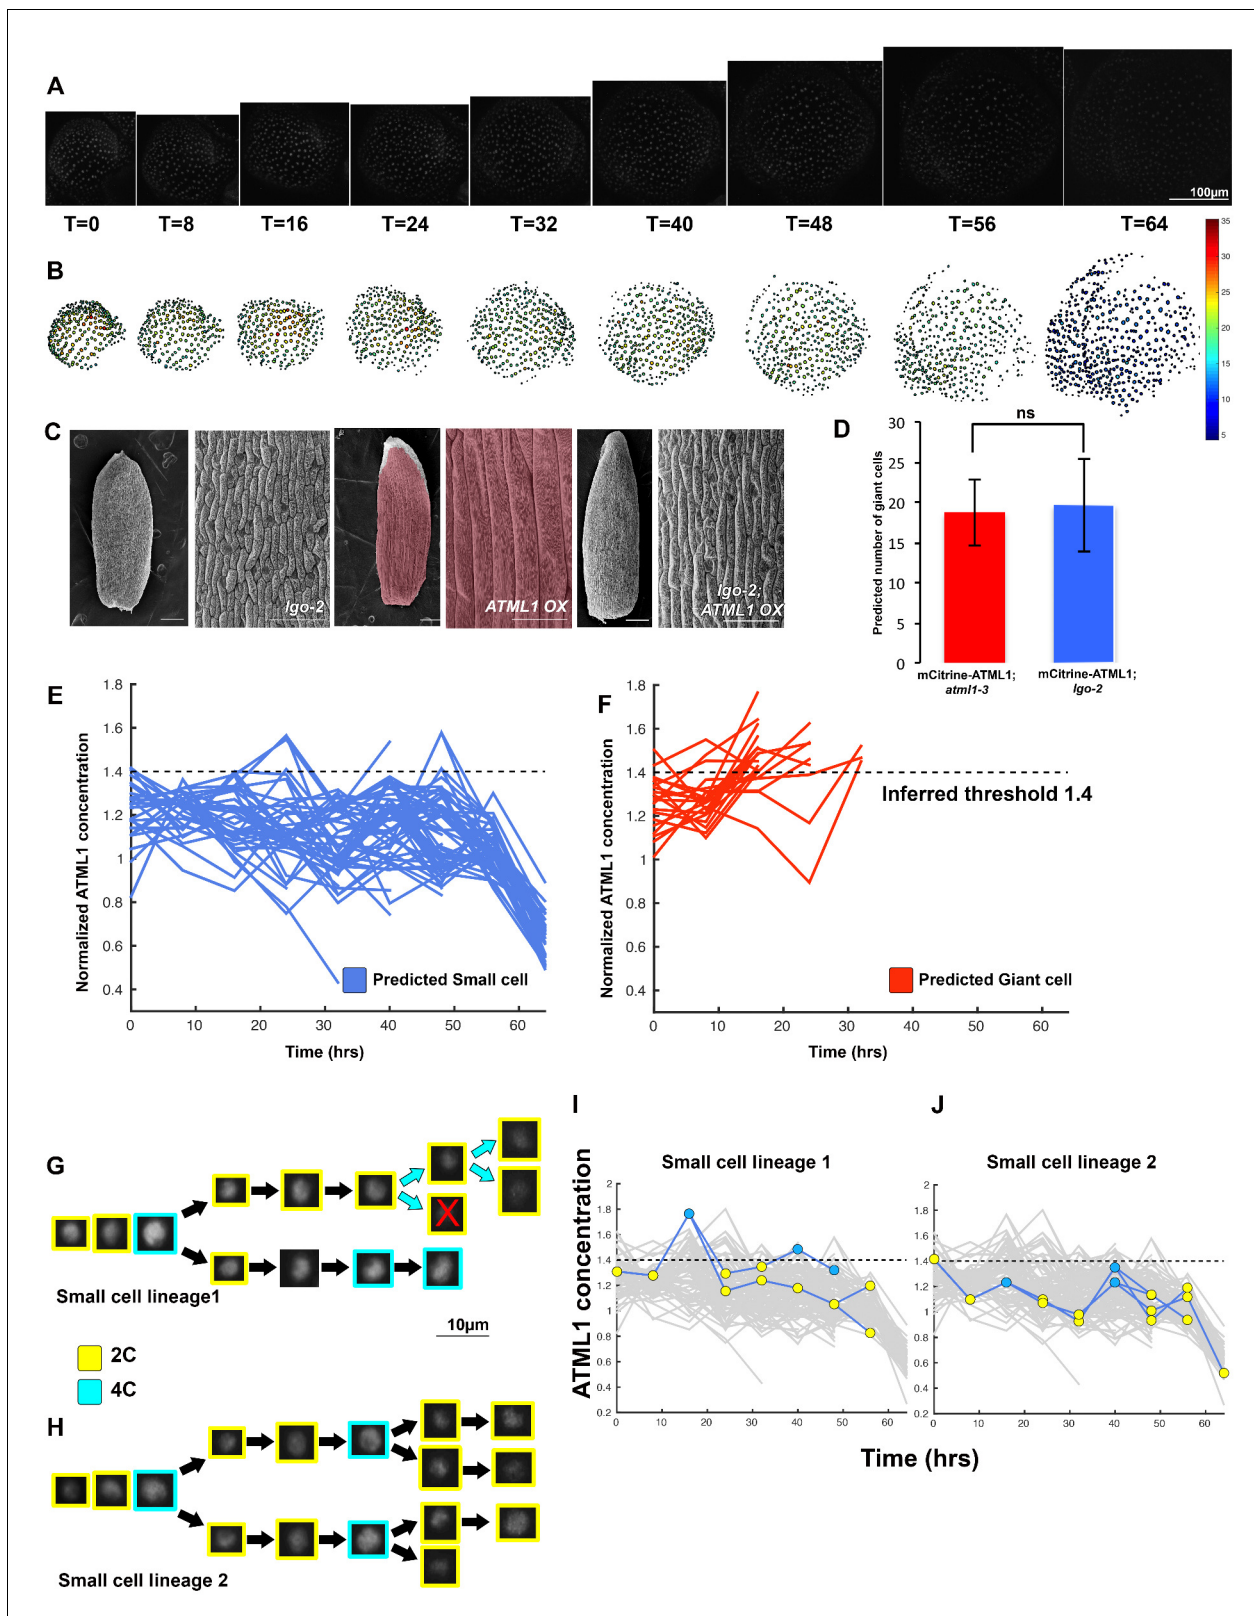 A
100µm
T=0 T=8 T=16 T=24 T=32 T=40 T=48 T=56 T=64
35
30
25
20
15
10
5
B
C
lgo-2
ATML1 OX
lgo-2;
ATML1 OX
D
ns
Predicted number of giant cells
30
25
20
15
10
5
0
mCitrine-ATML1;
atml1-3
mCitrine-ATML1;
lgo-2
E
Normalized ATML1 concentration
1.8
1.6
1.4
1.2
1
0.8
0.6
0.4
0 10 20 30 40 50 60
Time (hrs)
Predicted Small cell
F
Normalized ATML1 concentration
1.8
1.6
1.4
1.2
1
0.8
0.6
0.4
0 10 20 30 40 50 60
Time (hrs)
Inferred threshold 1.4
Predicted Giant cell
G
X
Small cell lineage1
10µm
2C
4C
H
Small cell lineage 2
I
Small cell lineage 1
ATML1 concentration
2
1.8
1.6
1.4
1.2
1
0.8
0.6
0.4
0.2
0 10 20 30 40 50 60
J
Small cell lineage 2
2
1.8
1.6
1.4
1.2
1
0.8
0.6
0.4
0.2
0 10 20 30 40 50 60
Time (hrs)